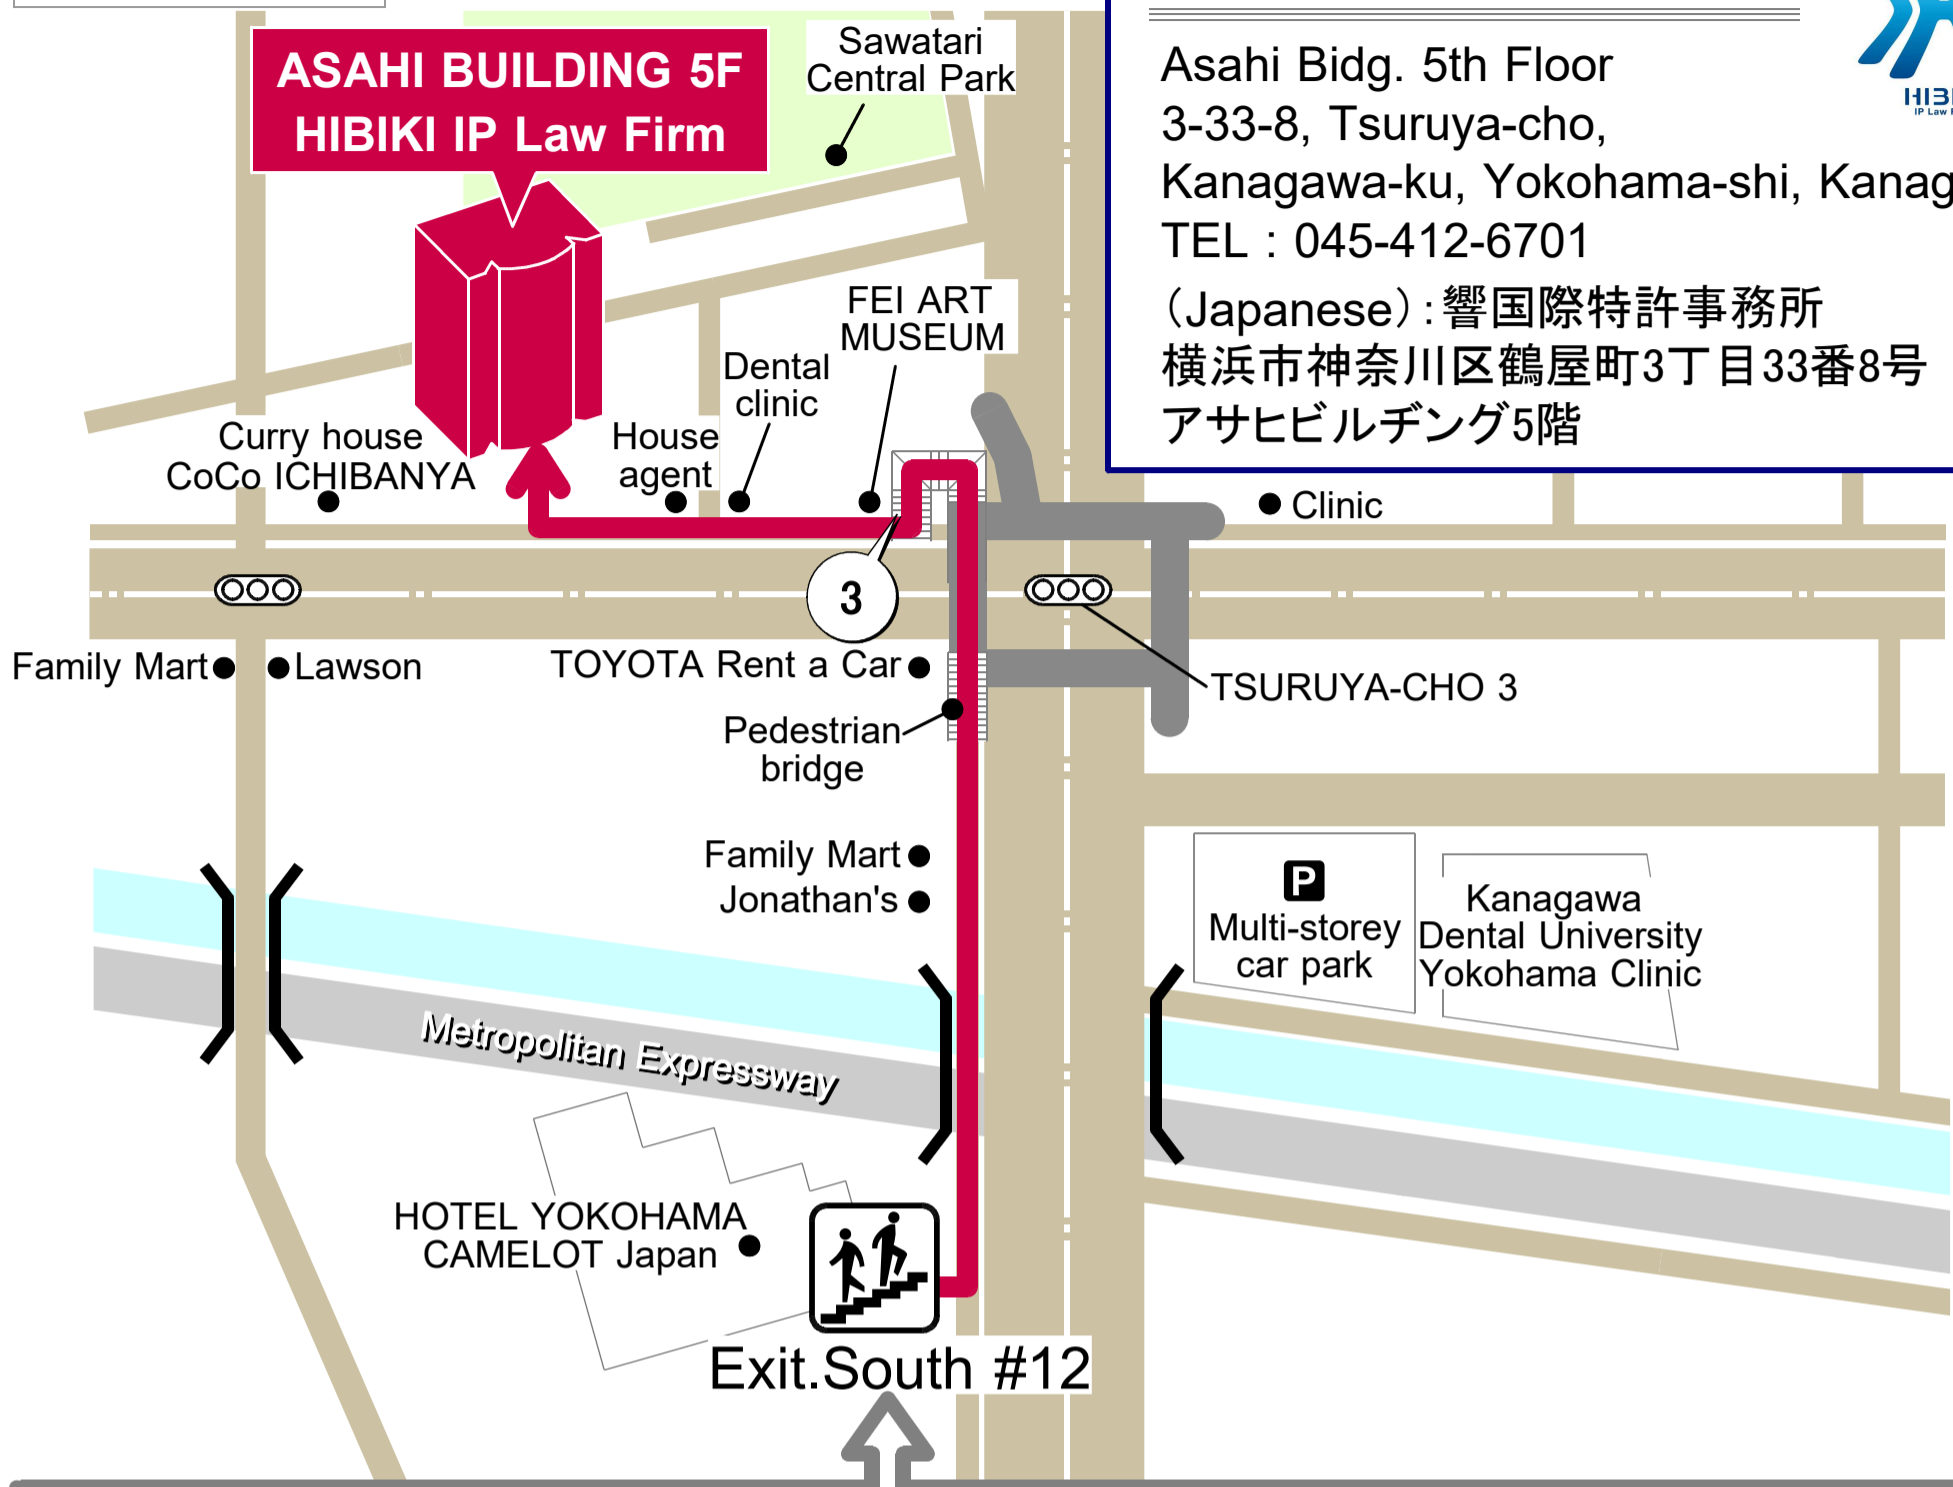 ASAHI BUILDING 5F
HIBIKI IP Law Firm
Sawatari
Central Park
Asahi Bidg. 5th Floor
3-33-8, Tsuruya-cho,
Kanagawa-ku, Yokohama-shi, Kanag
TEL : 045-412-6701
(Japanese):響国際特許事務所
横浜市神奈川区鶴屋町3丁目33番8号
アサヒビルヂング5階
IP Law
FEI ART
MUSEUM
Dental
clinic
Curry house
CoCo ICHIBANYA
House
agent
Clinic
3
Family Mart
Lawson
TOYOTA Rent a Car
TSURUYA-CHO 3
Pedestrian
bridge
Family Mart
Jonathan's
P
Multi-storey
car park
Kanagawa
Dental University
Yokohama Clinic
Metropolitan Expressway
HOTEL YOKOHAMA
CAMELOT Japan
Exit.South #12